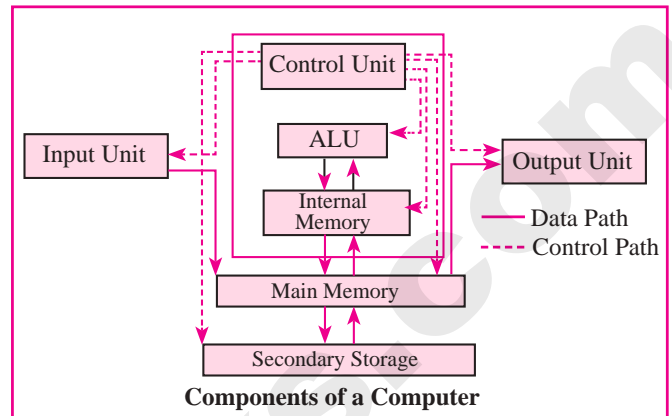 Control Unit
ALU
Input Unit
Output Unit
Internal
Memory
Data Path
Control Path
Main Memory
Secondary Storage
Components of a Computer
s.com